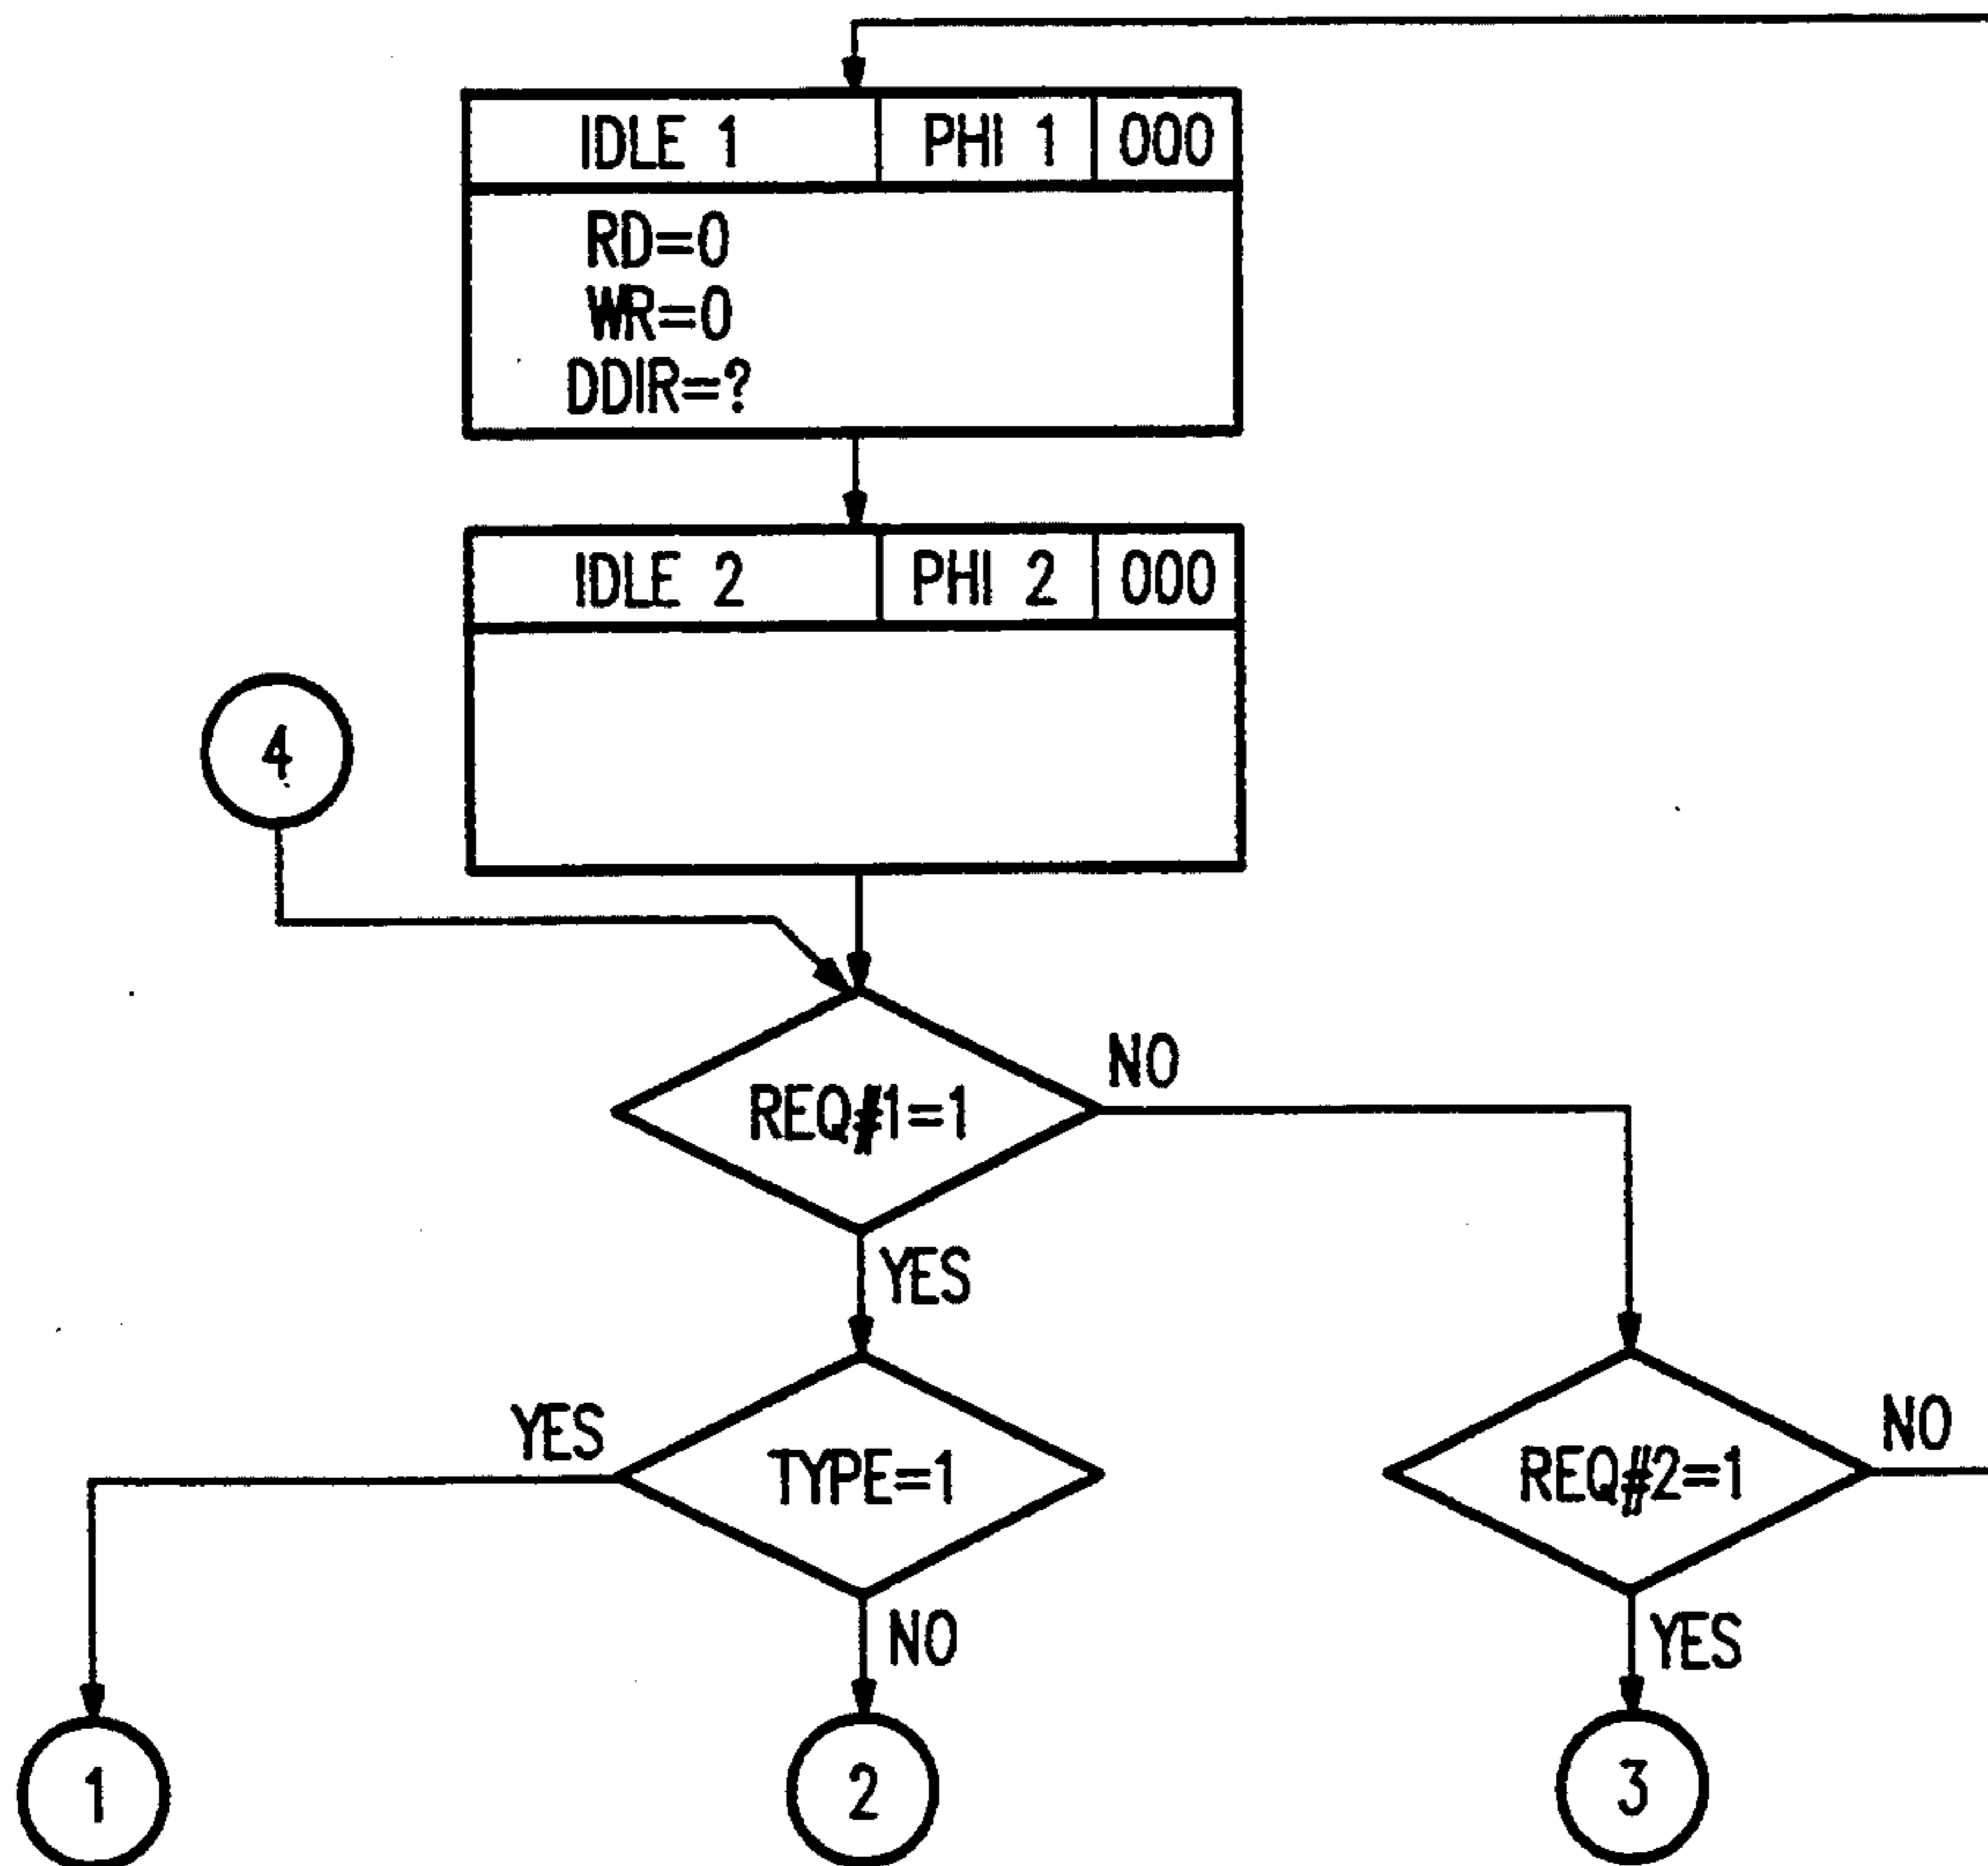 IDLE 1 PHI 1 000
RD=0
WR=0
DDIR=?
IDLE 2 PHI 2 000
4
REQ#1=1
NO
YES
YES
TYPE=1
NO
REQ#2=1
NO
YES
1
2
3